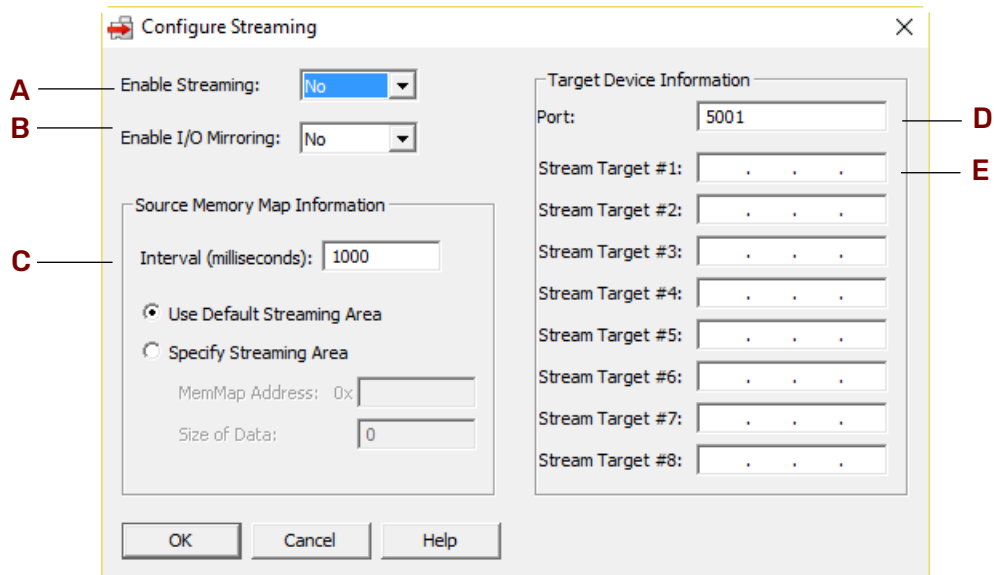 Configure Streaming
A
Enable Streaming: No
B
Enable I/O Mirroring: No
Source Memory Map Information
C
Interval (milliseconds): 1000
Use Default Streaming Area
Specify Streaming Area
MemMap Address: 0x
Size of Data: 0
Target Device Information
Port: 5001
D
Stream Target #1: . . .
E
Stream Target #2: . . .
Stream Target #3: . . .
Stream Target #4: . . .
Stream Target #5: . . .
Stream Target #6: . . .
Stream Target #7: . . .
Stream Target #8: . . .
OK Cancel Help